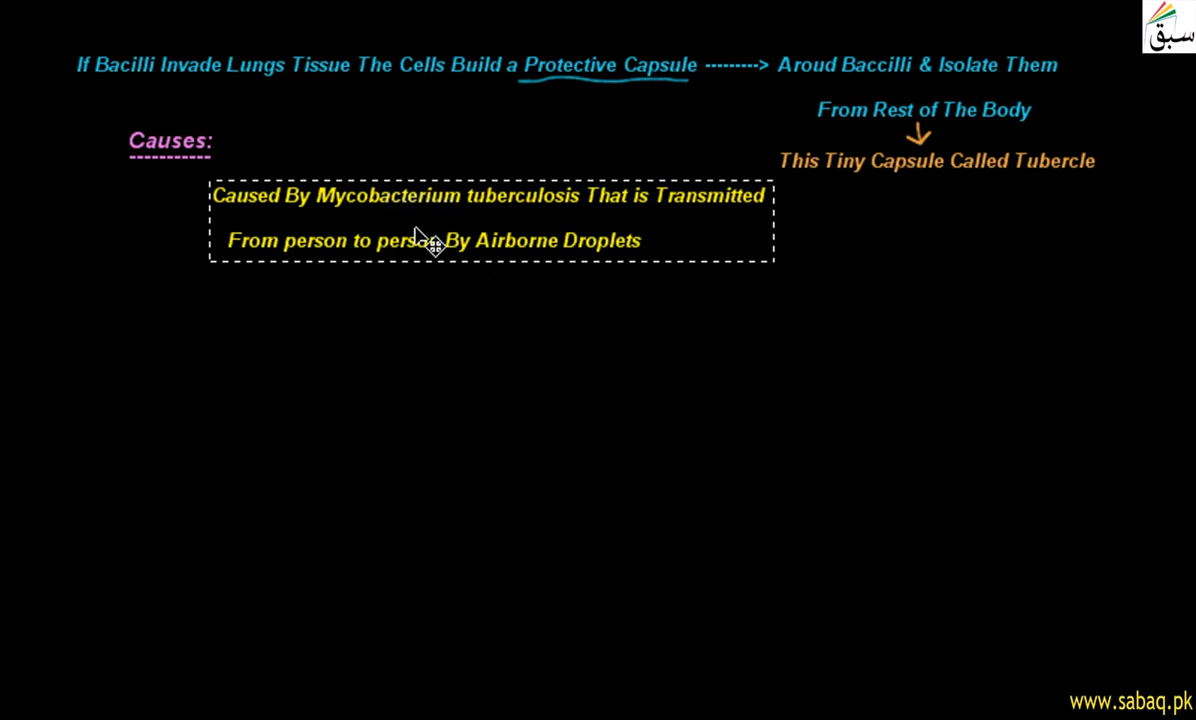 سبق
If Bacilli Invade Lungs Tissue The Cells Build a Protective Capsule ---------> Aroud Baccilli & Isolate Them
From Rest of The Body
Causes:
This Tiny Capsule Called Tubercle
Caused By Mycobacterium tuberculosis That is Transmitted
From person to person By Airborne Droplets
www.sabaq.pk